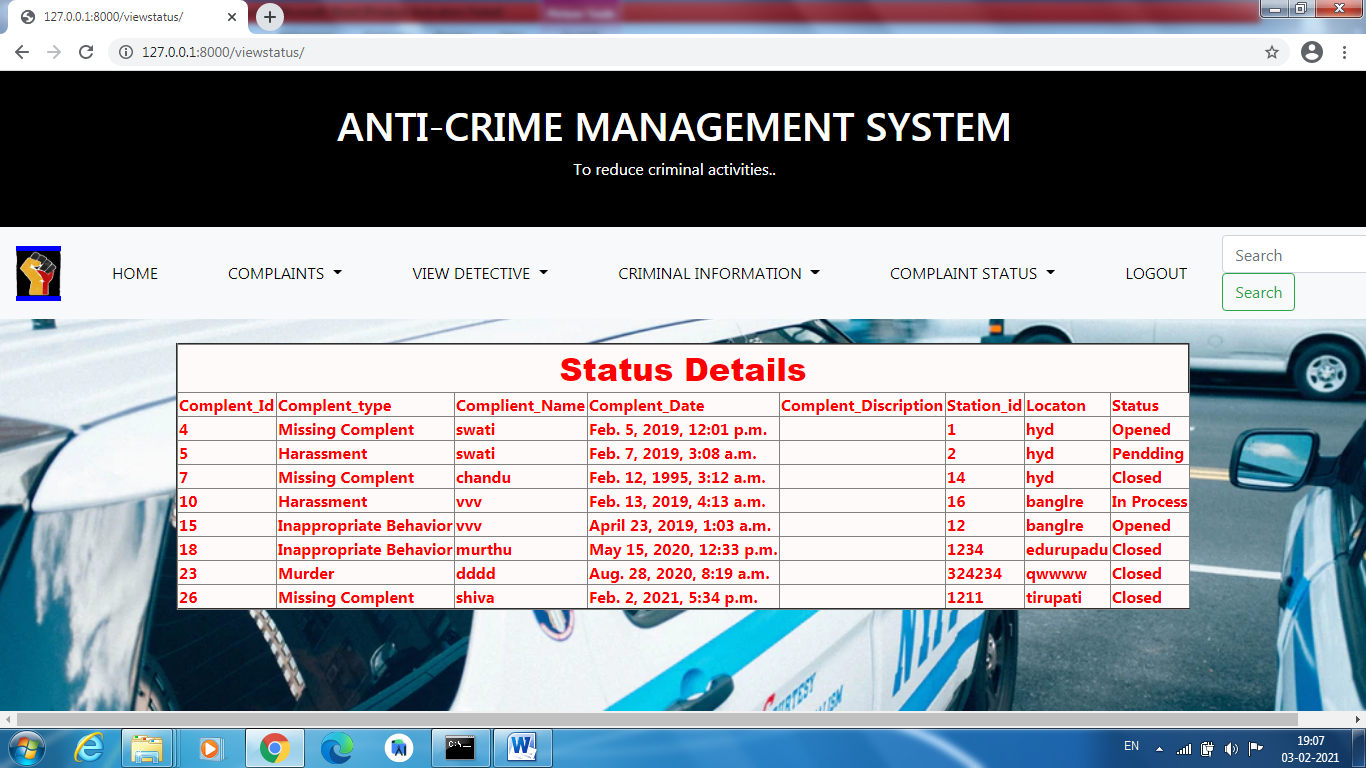 127.0.0.1:8000/viewstatus/
127.0.0.1:8000/viewstatus/
ANTI-CRIME MANAGEMENT SYSTEM
To reduce criminal activities..
HOME COMPLAINTS VIEW DETECTIVE CRIMINAL INFORMATION COMPLAINT STATUS LOGOUT
Search
Search
Status Details
Complent_Id Complent_type Complient_Name Complent_Date Complent_Discription Station_id Locaton Status
4 Missing Complent swati Feb. 5, 2019, 12:01 p.m. 1 hyd Opened
5 Harassment swati Feb. 7, 2019, 3:08 a.m. 2 hyd Pendding
7 Missing Complent chandu Feb. 12, 1995, 3:12 a.m. 14 hyd Closed
10 Harassment vvv Feb. 13, 2019, 4:13 a.m. 16 banglre In Process
15 Inappropriate Behavior vvv April 23, 2019, 1:03 a.m. 12 banglre Opened
18 Inappropriate Behavior murthu May 15, 2020, 12:33 p.m. 1234 edurupadu Closed
23 Murder dddd Aug. 28, 2020, 8:19 a.m. 324234 qwwww Closed
26 Missing Complent shiva Feb. 2, 2021, 5:34 p.m. 1211 tirupati Closed
COURTESY
EN
19:07
03-02-2021